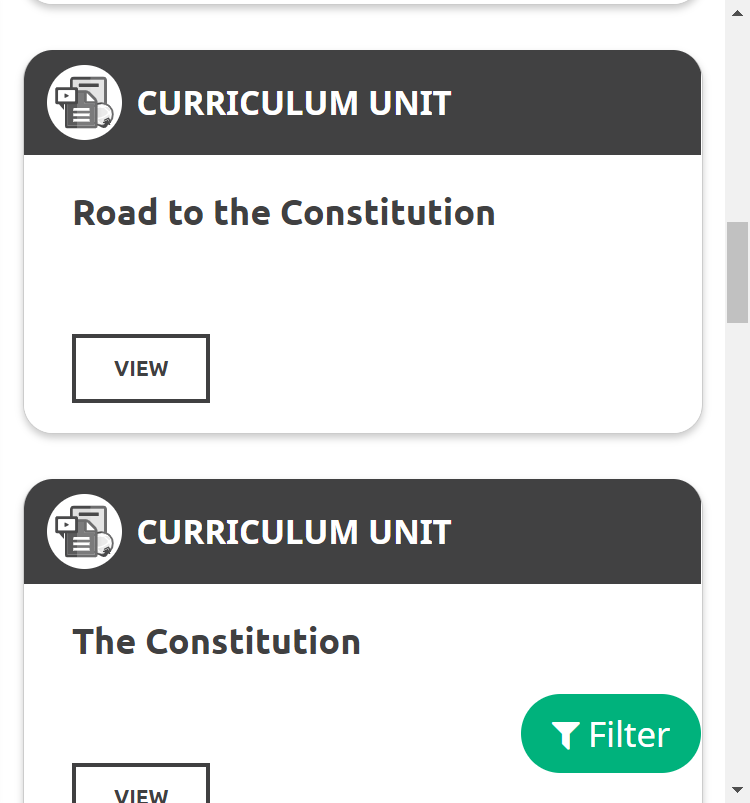 CURRICULUM UNIT
Road to the Constitution
VIEW
CURRICULUM UNIT
The Constitution
Filter
VIEW